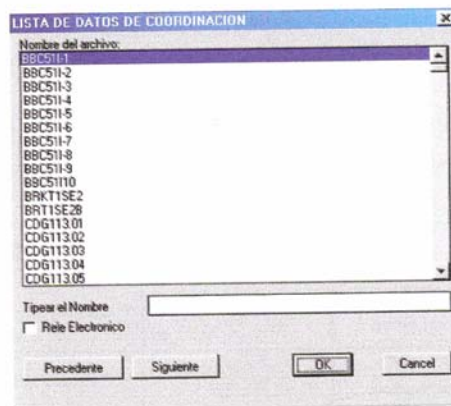 LISTA DE DATOS DE COORDINACION
Nombre del archivo:
BBC51I-1
BBC51I-2
BBC51I-3
BBC51I-4
BBC51I-5
BBC51I-6
BBC51I-7
BBC51I-8
BBC51I-9
BBC51I10
BRKT1SE2
BRT1SE2B
CDG113.01
CDG113.02
CDG113.03
CDG113.04
CDG113.05
Tipear el Nombre
Rele Electronico
Precedente Siguiente OK Cancel